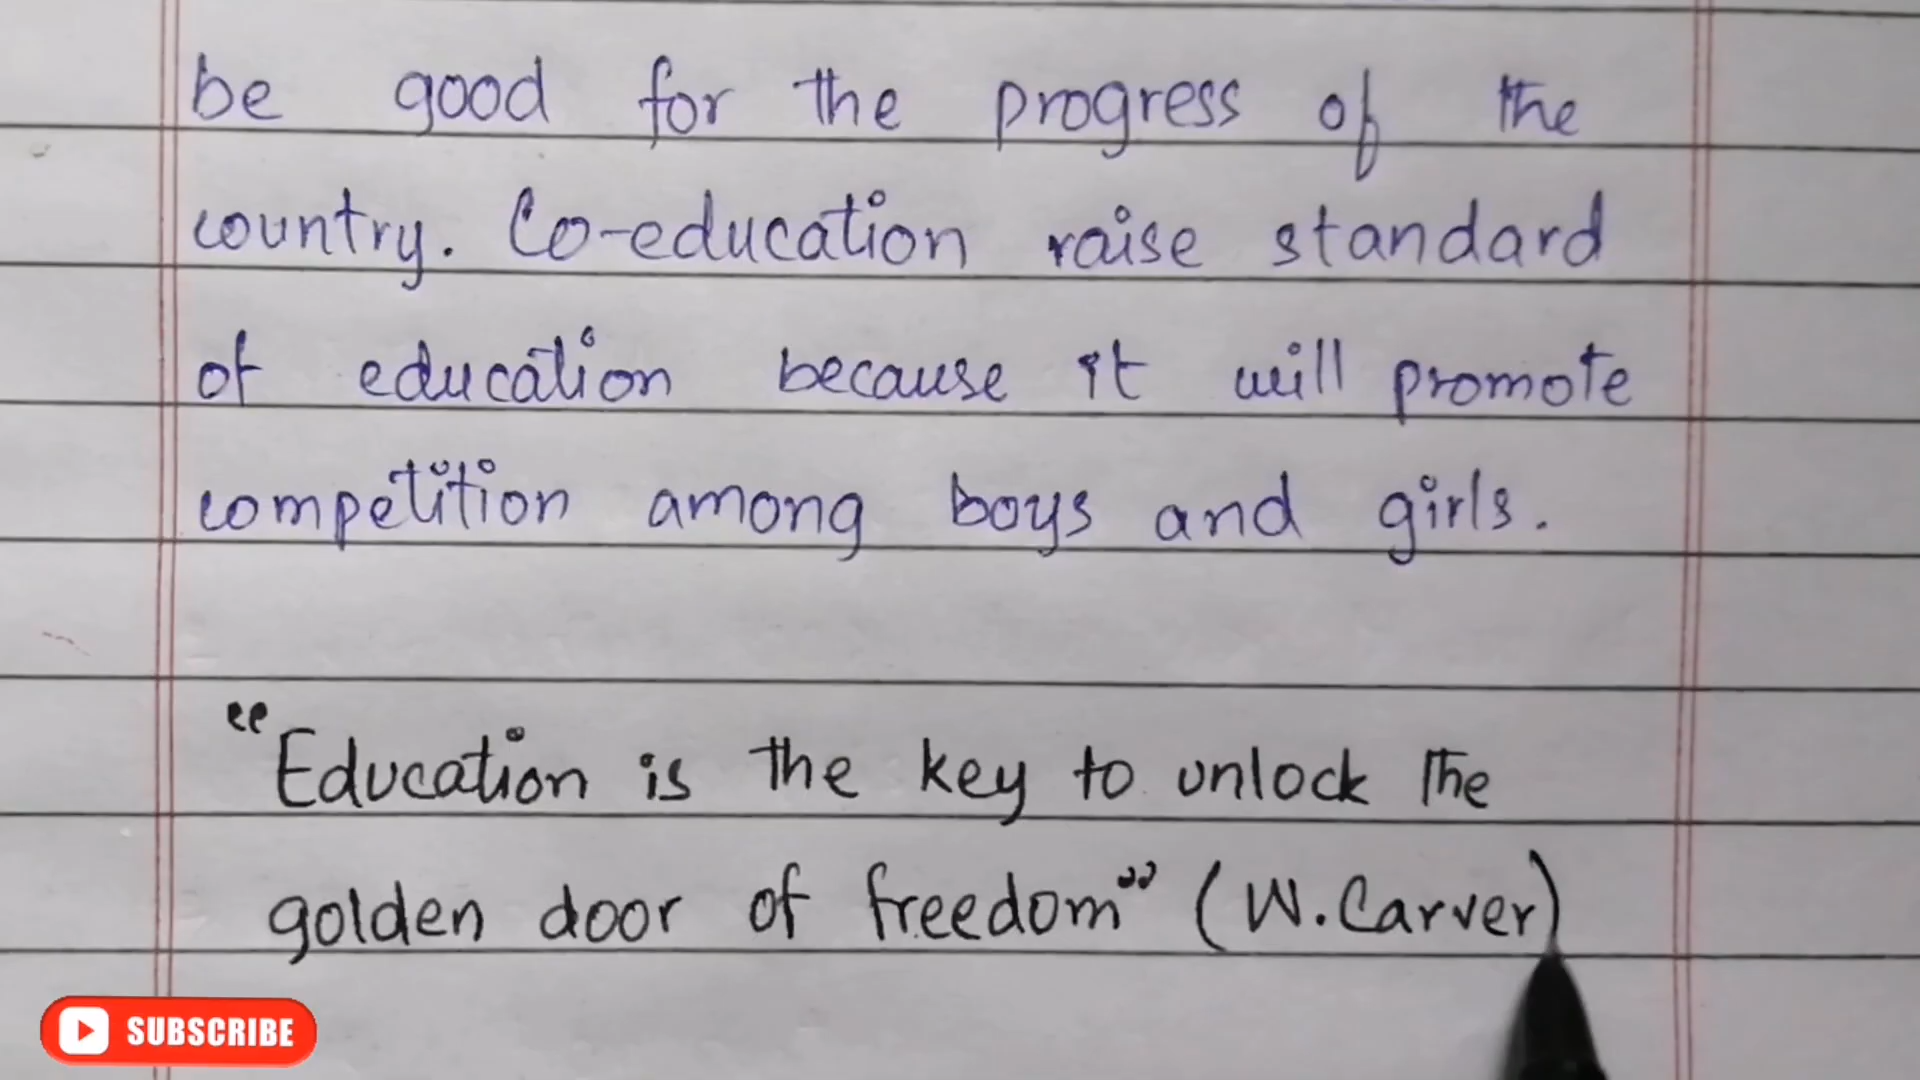 be good for the progress of the
country. Co-education raise standard
of education because it will promote
competition among boys and girls.
"Education is the key to unlock the
golden door of freedom" (W. Carver)
SUBSCRIBE